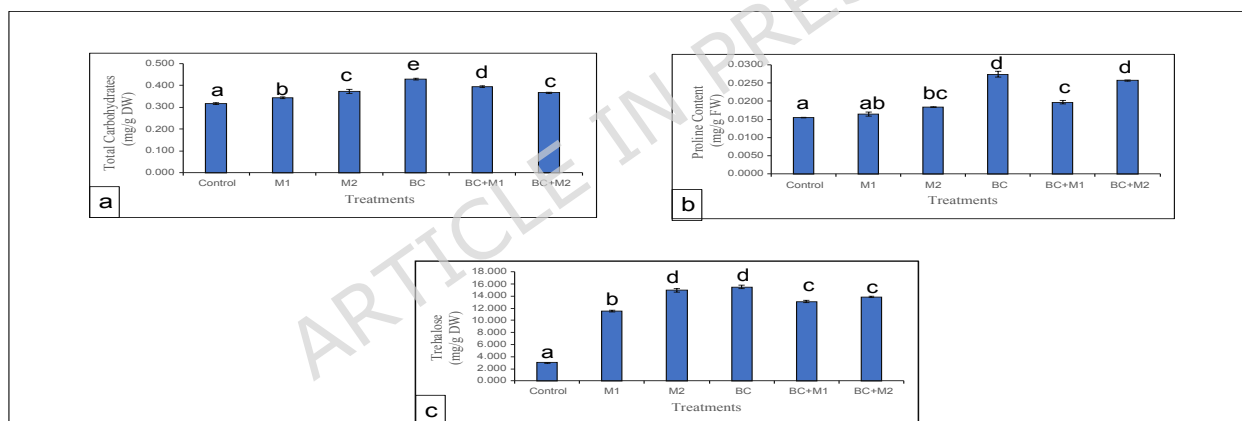 ARTICLE IN PRE
Total Carbohydrates
(mg/g DW)
0.500
0.400
0.300
0.200
0.100
0.000
a
b
c
e
d
c
Control M1 M2 BC BC+M1 BC+M2
Treatments
a
Proline Content
(mg/g FW)
0.0300
0.0250
0.0200
0.0150
0.0100
0.0050
0.0000
a
ab
bc
d
c
d
Control M1 M2 BC BC+M1 BC+M2
Treatments
b
Trehalose
(mg/g DW)
18.000
16.000
14.000
12.000
10.000
8.000
6.000
4.000
2.000
0.000
a
b
d
d
c
c
Control M1 M2 BC BC+M1 BC+M2
Treatments
c